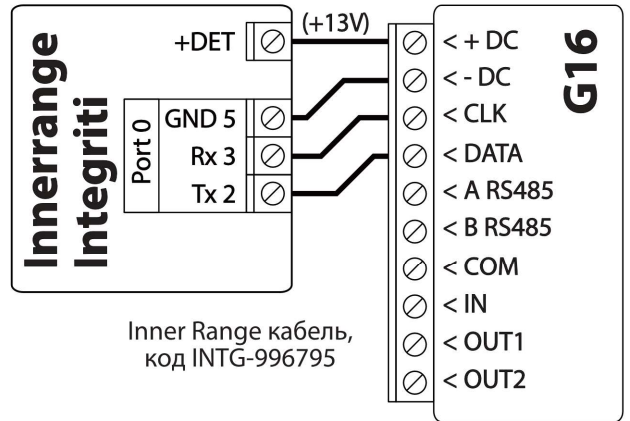 Innerrange
Integriti
+DET
(+13V)
Port 0
GND 5
Rx 3
Tx 2
G16
< + DC
< - DC
< CLK
< DATA
< A RS485
< B RS485
< COM
< IN
< OUT1
< OUT2
Inner Range кабель,
код INTG-996795